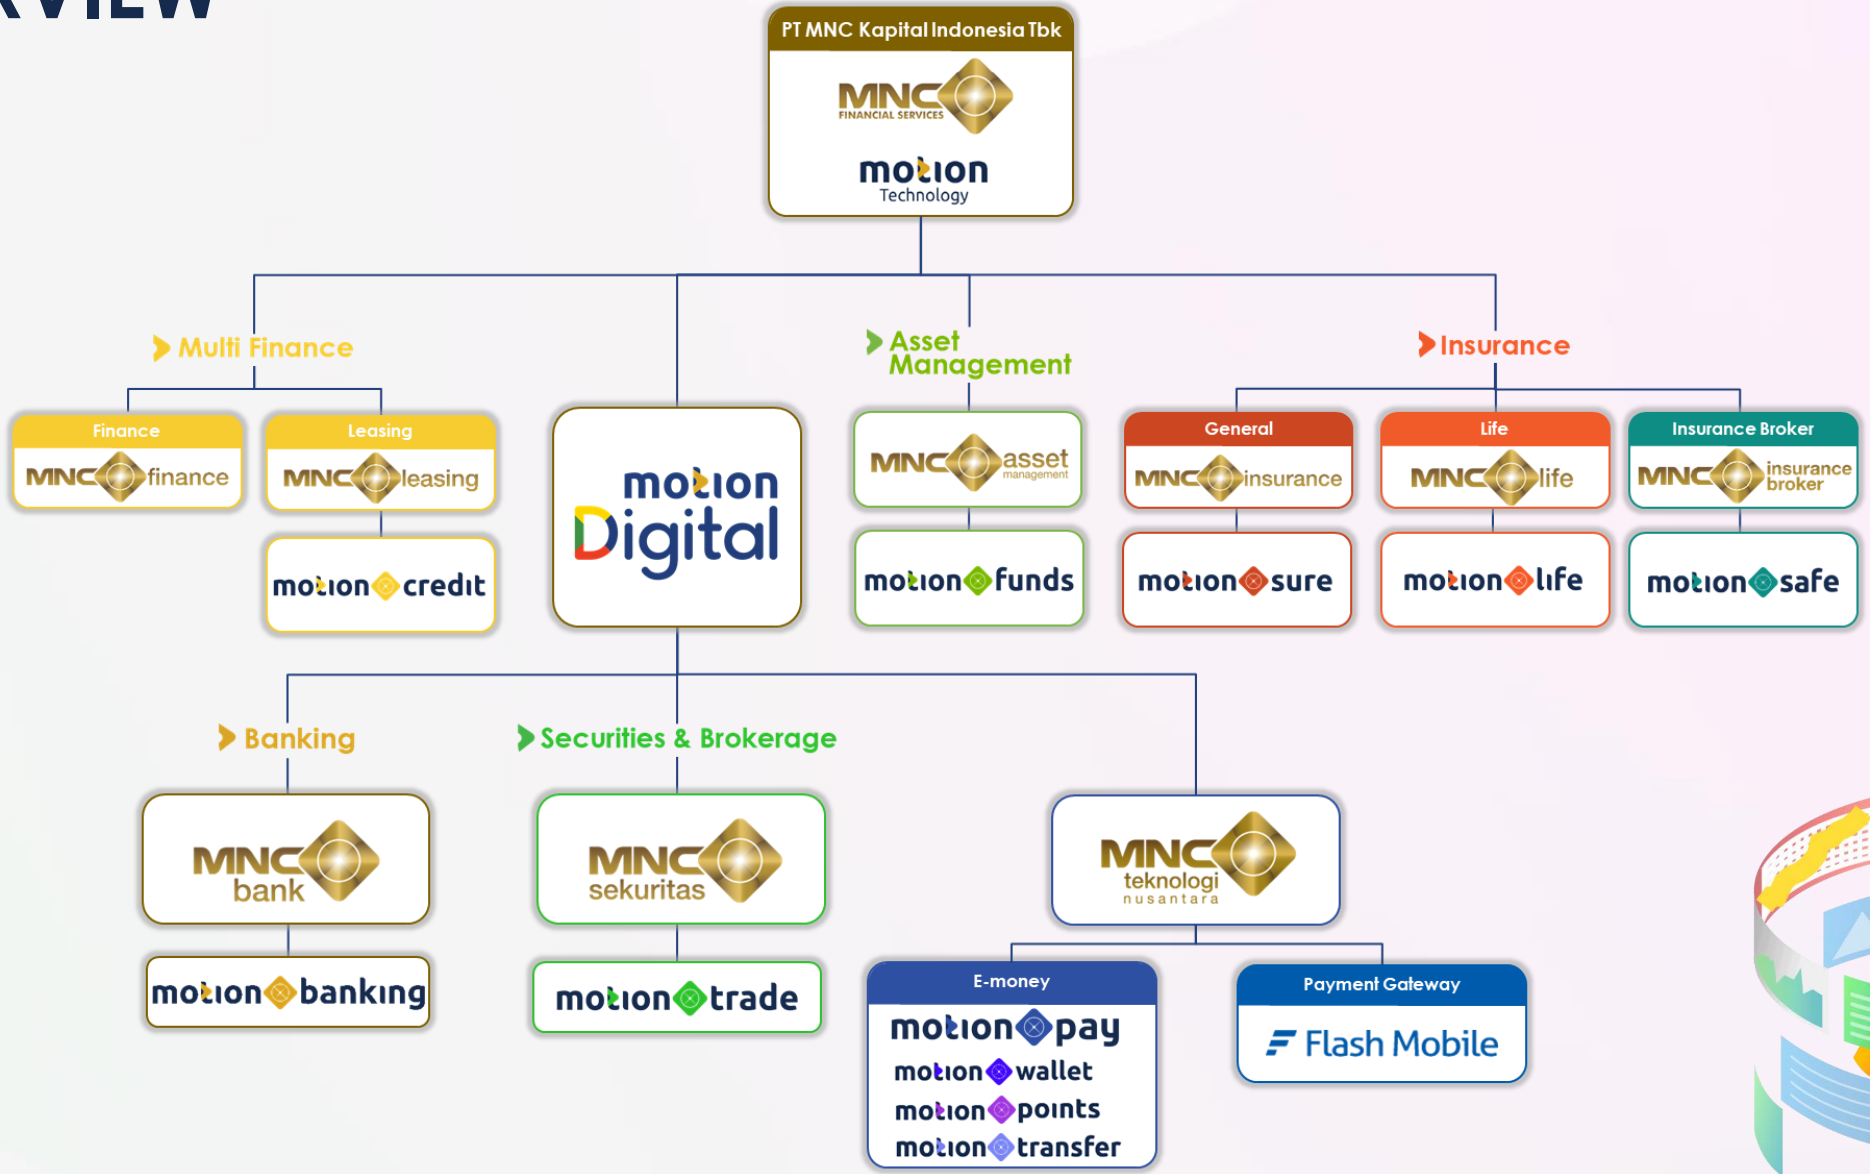 VIEW
PT MNC Kapital Indonesia Tbk
MNC
FINANCIAL SERVICES
motion
Technology
Multi Finance
Asset
Management
Insurance
Finance
MNC finance
Leasing
MNC leasing
motion credit
motion
Digital
MNC asset
management
motion funds
General
MNC insurance
motion sure
Life
MNC life
motion life
Insurance Broker
MNC insurance
broker
motion safe
Banking
Securities & Brokerage
MNC
bank
motion banking
MNC
sekuritas
motion trade
MNC
teknologi
nusantara
E-money
motion pay
motion wallet
motion points
motion transfer
Payment Gateway
Flash Mobile